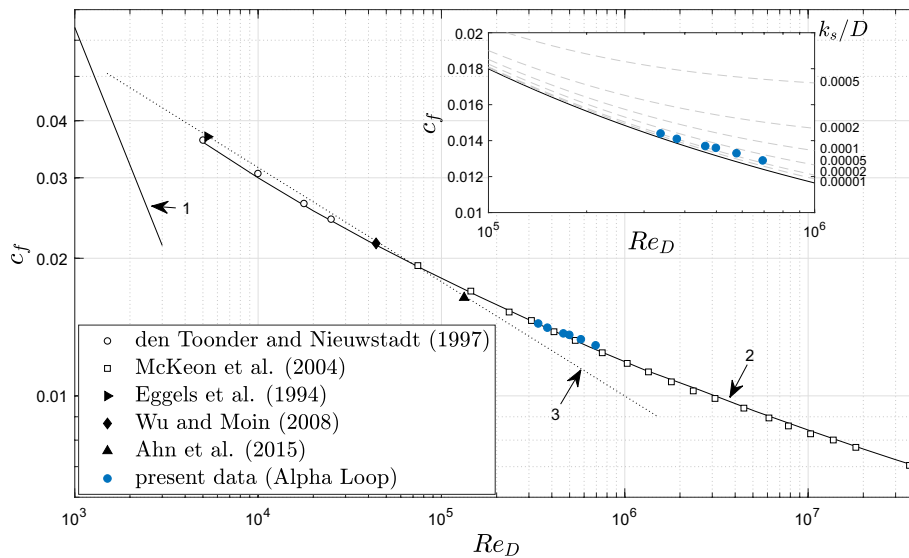 c_f
0.04
0.03
0.02
0.01
10^3
10^4
10^5
10^6
10^7
Re_D
1
2
3
den Toonder and Nieuwstadt (1997)
McKeon et al. (2004)
Eggels et al. (1994)
Wu and Moin (2008)
Ahn et al. (2015)
present data (Alpha Loop)
c_f
0.02
0.018
0.016
0.014
0.012
0.01
10^5
10^6
Re_D
k_s/D
0.0005
0.0002
0.0001
0.00005
0.00002
0.00001